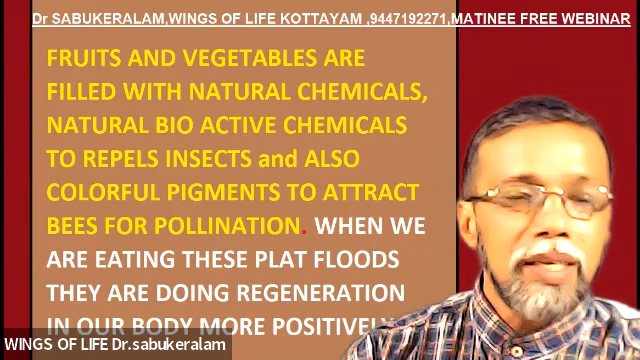 Dr SABUKERALAM,WINGS OF LIFE KOTTAYAM ,9447192271,MATINEE FREE WEBINAR
FRUITS AND VEGETABLES ARE
FILLED WITH NATURAL CHEMICALS,
NATURAL BIO ACTIVE CHEMICALS
TO REPELS INSECTS and ALSO
COLORFUL PIGMENTS TO ATTRACT
BEES FOR POLLINATION. WHEN WE
ARE EATING THESE PLAT FLOODS
THEY ARE DOING REGENERATION
IN OUR BODY MORE POSITIVELY
WINGS OF LIFE Dr.sabukeralam